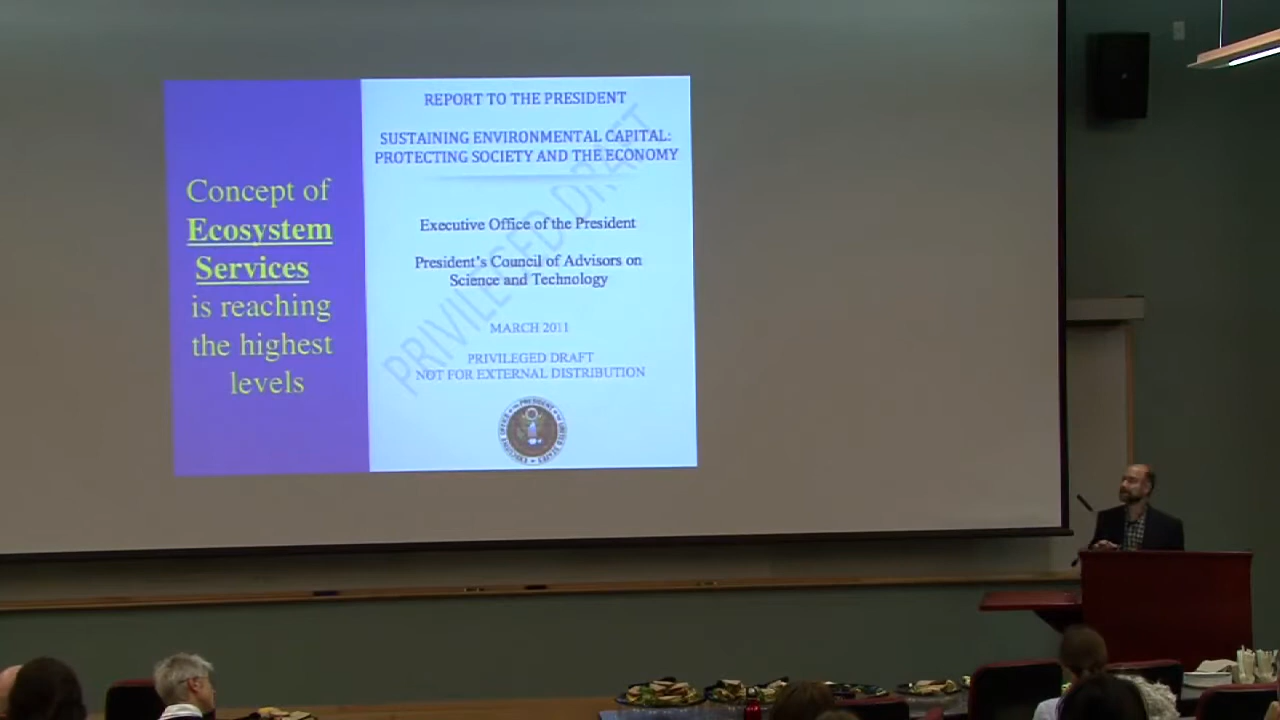 Concept of
Ecosystem
Services
is reaching
the highest
levels
REPORT TO THE PRESIDENT
SUSTAINING ENVIRONMENTAL CAPITAL:
PROTECTING SOCIETY AND THE ECONOMY
Executive Office of the President
President's Council of Advisors on
Science and Technology
MARCH 2011
PRIVILEGED DRAFT
NOT FOR EXTERNAL DISTRIBUTION
PRIVILEGED DRAFT